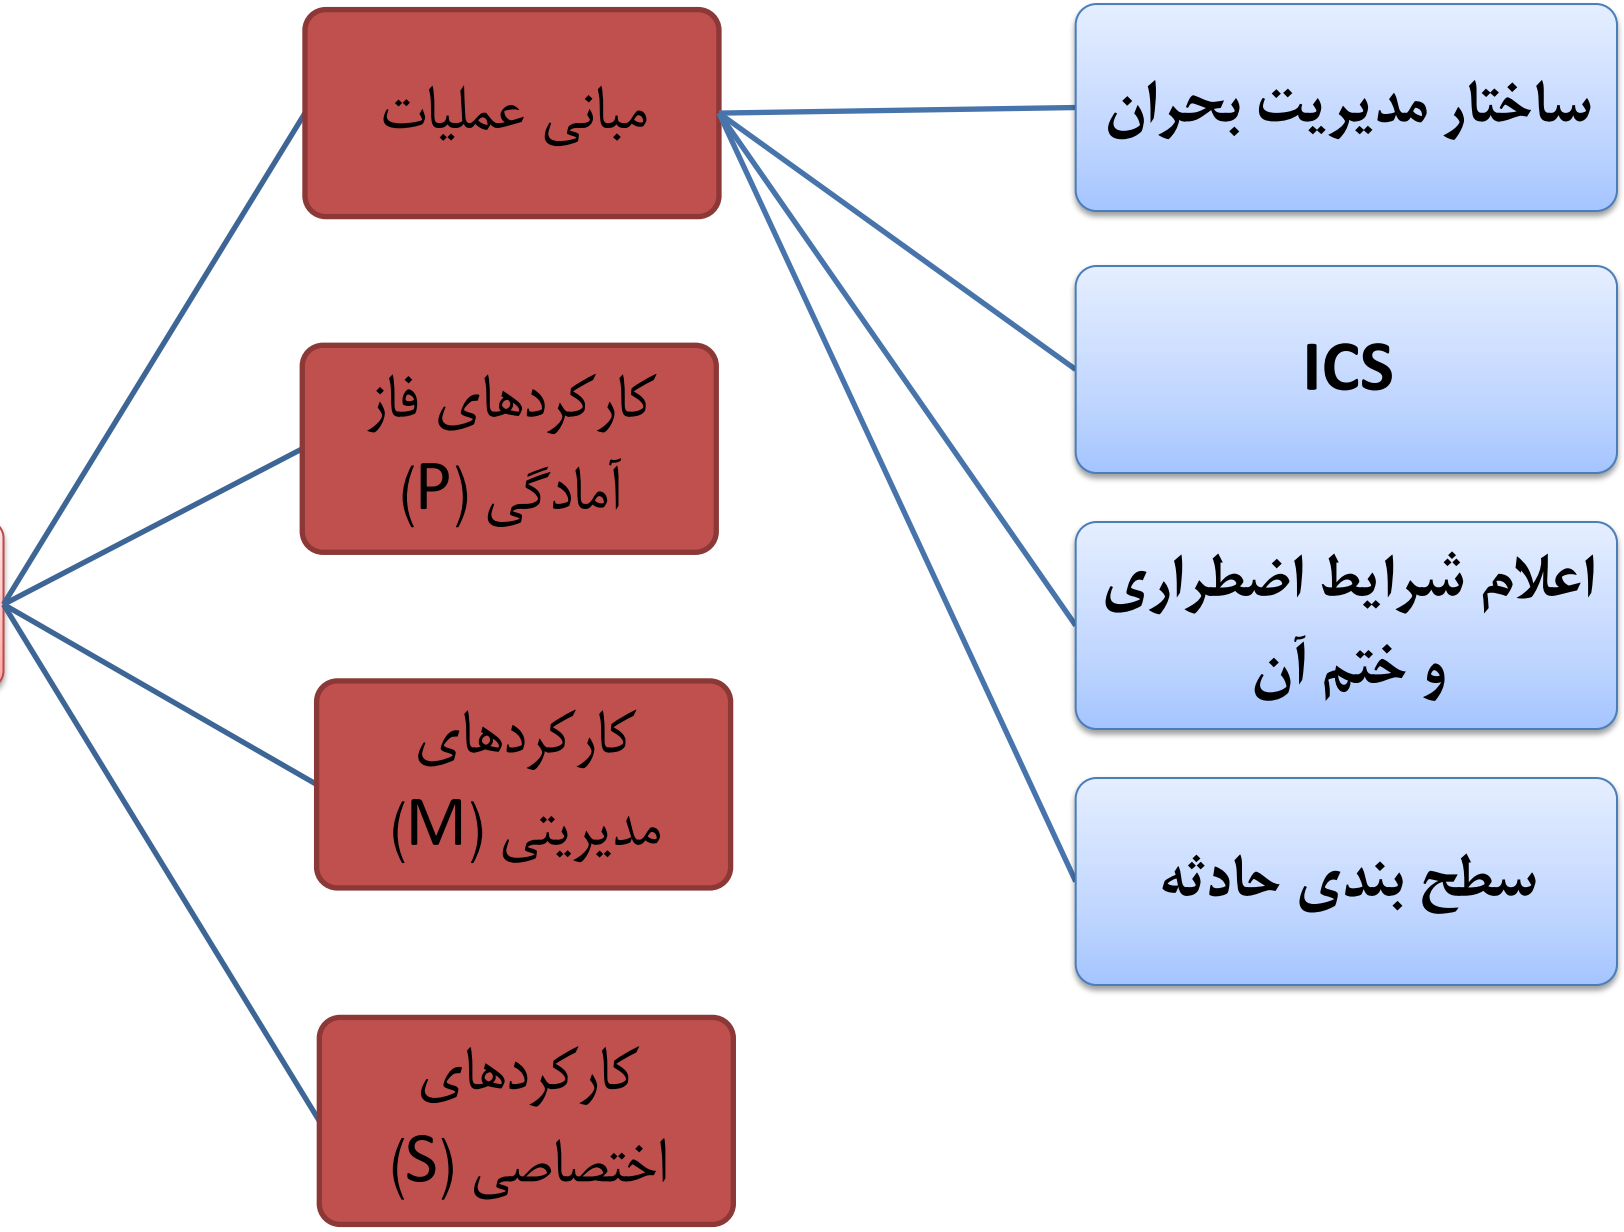 مبانی عملیات
کارکردهای فاز
آمادگی (P)
کارکردهای
مدیریتی (M)
کارکردهای
اختصاصی (S)
ساختار مدیریت بحران
ICS
اعلام شرایط اضطراری
و ختم آن
سطح بندی حادثه